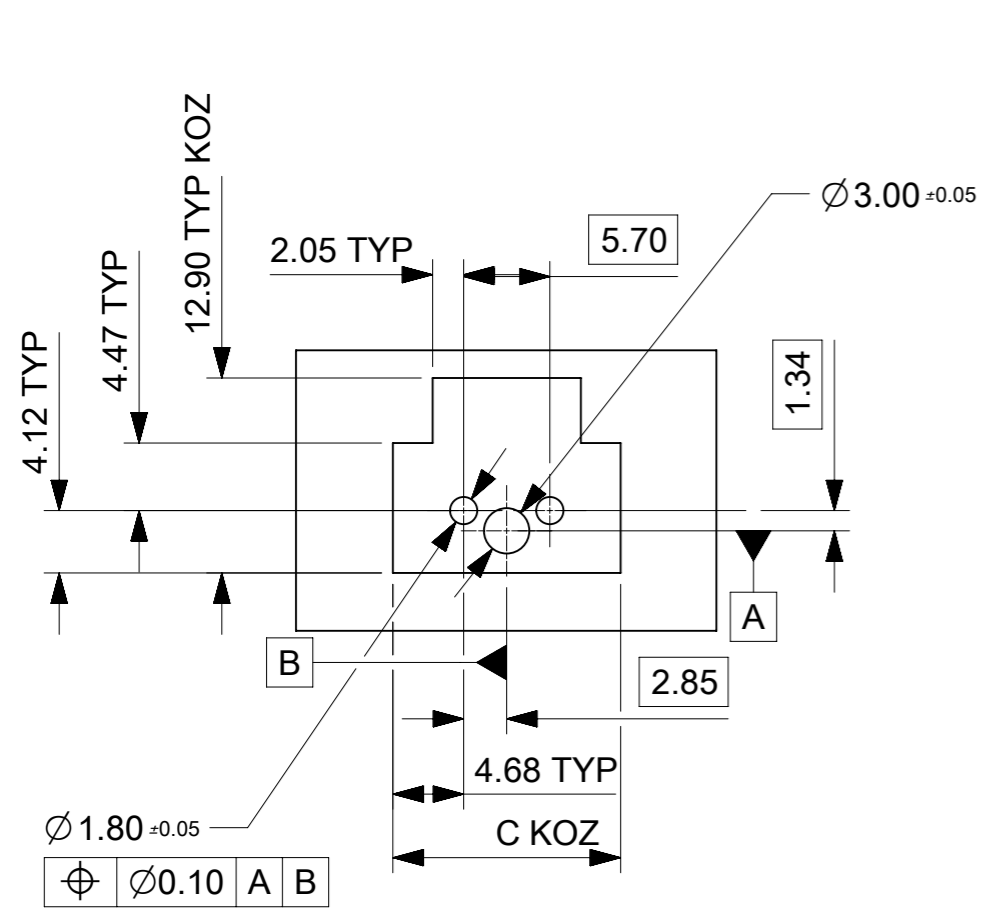 12.90 TYP KOZ
⌀3.00 ±0.05
5.70
2.05 TYP
4.47 TYP
4.12 TYP
1.34
A
B
2.85
4.68 TYP
⌀1.80 ±0.05
C KOZ
⌖ ⌀0.10 A B